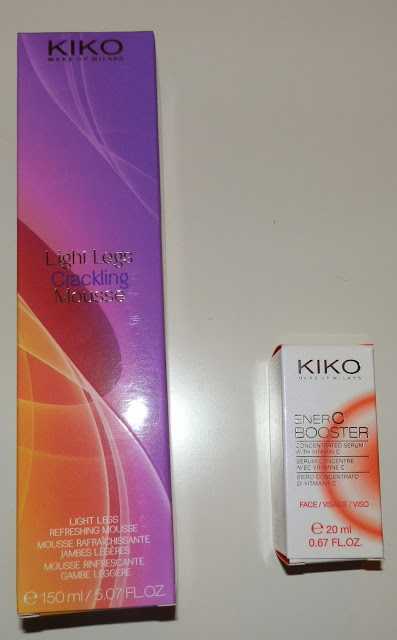 KIKO
MAKE UP MILANO
Light Legs
Crackling
Mousse
LIGHT LEGS
REFRESHING MOUSSE
MOUSSE RAFRAÎCHISSANTE
JAMBES LÉGÈRES
MOUSSE RINFRESCANTE
GAMBE LEGGERE
℮ 150 ml / 5.07 FL.OZ.
KIKO
MAKE UP MILANO
ENERC
BOOSTER
CONCENTRATED SERUM
WITH VITAMIN C
SÉRUM CONCENTRÉ
AVEC VITAMINE C
SIERO CONCENTRATO
DI VITAMINA C
FACE / VISAGE / VISO
℮ 20 ml
0.67 FL.OZ.